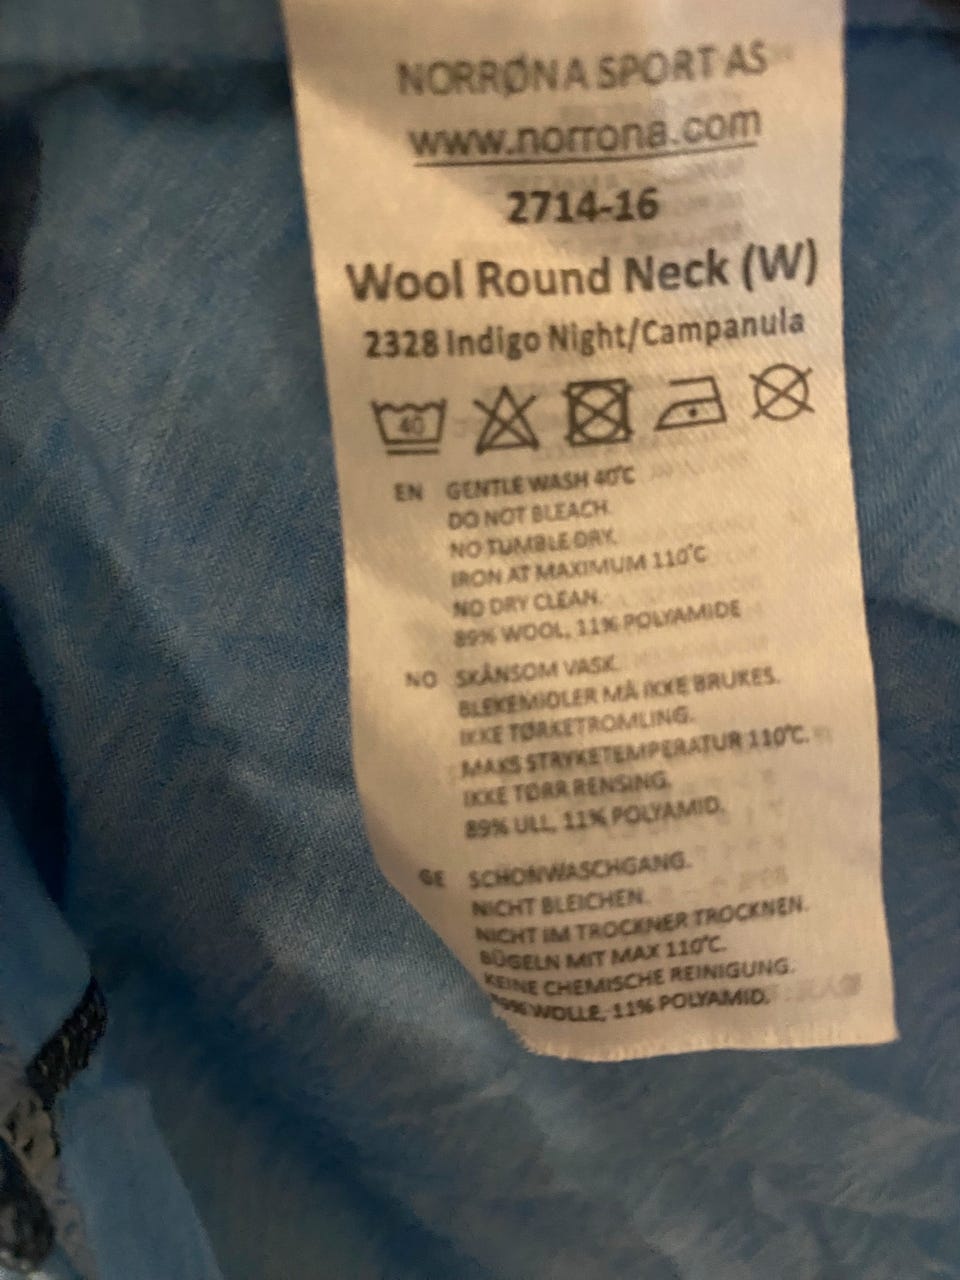 NORRØNA SPORT AS
www.norrona.com
2714-16
Wool Round Neck (W)
2328 Indigo Night/Campanula
40
EN GENTLE WASH 40°C
DO NOT BLEACH.
NO TUMBLE DRY.
IRON AT MAXIMUM 110°C
NO DRY CLEAN.
89% WOOL, 11% POLYAMIDE
NO SKÅNSOM VASK.
BLEKEMIDLER MÅ IKKE BRUKES.
IKKE TØRKETROMLING.
MAKS STRYKETEMPERATUR 110°C.
IKKE TØRR RENSING.
89% ULL, 11% POLYAMID.
GE SCHONWASCHGANG.
NICHT BLEICHEN.
NICHT IM TROCKNER TROCKNEN.
BÜGELN MIT MAX 110°C.
KEINE CHEMISCHE REINIGUNG.
89% WOLLE, 11% POLYAMID.